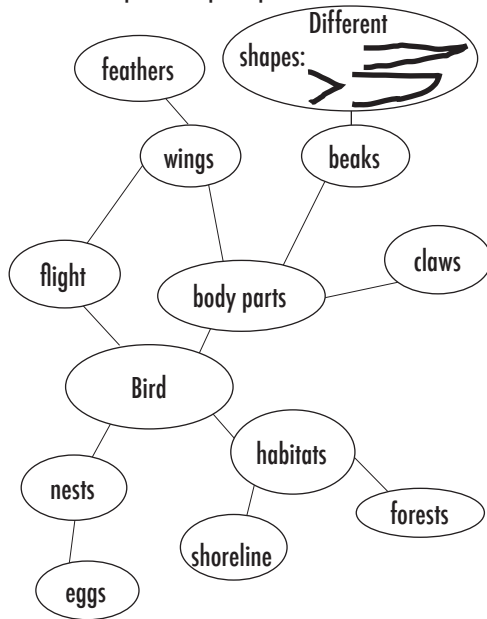 Different
shapes:
feathers
wings
beaks
flight
claws
body parts
Bird
habitats
nests
forests
shoreline
eggs